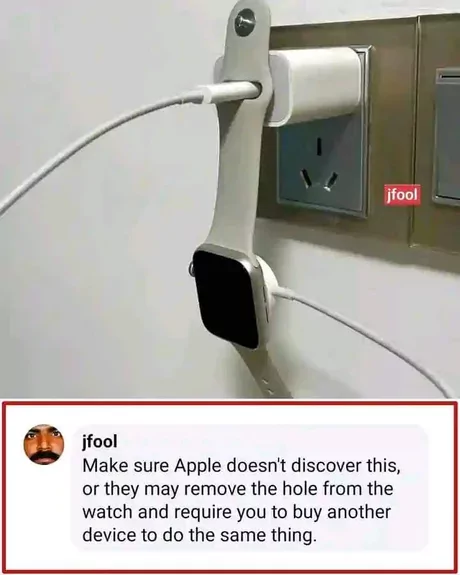 jfool
jfool
Make sure Apple doesn't discover this,
or they may remove the hole from the
watch and require you to buy another
device to do the same thing.